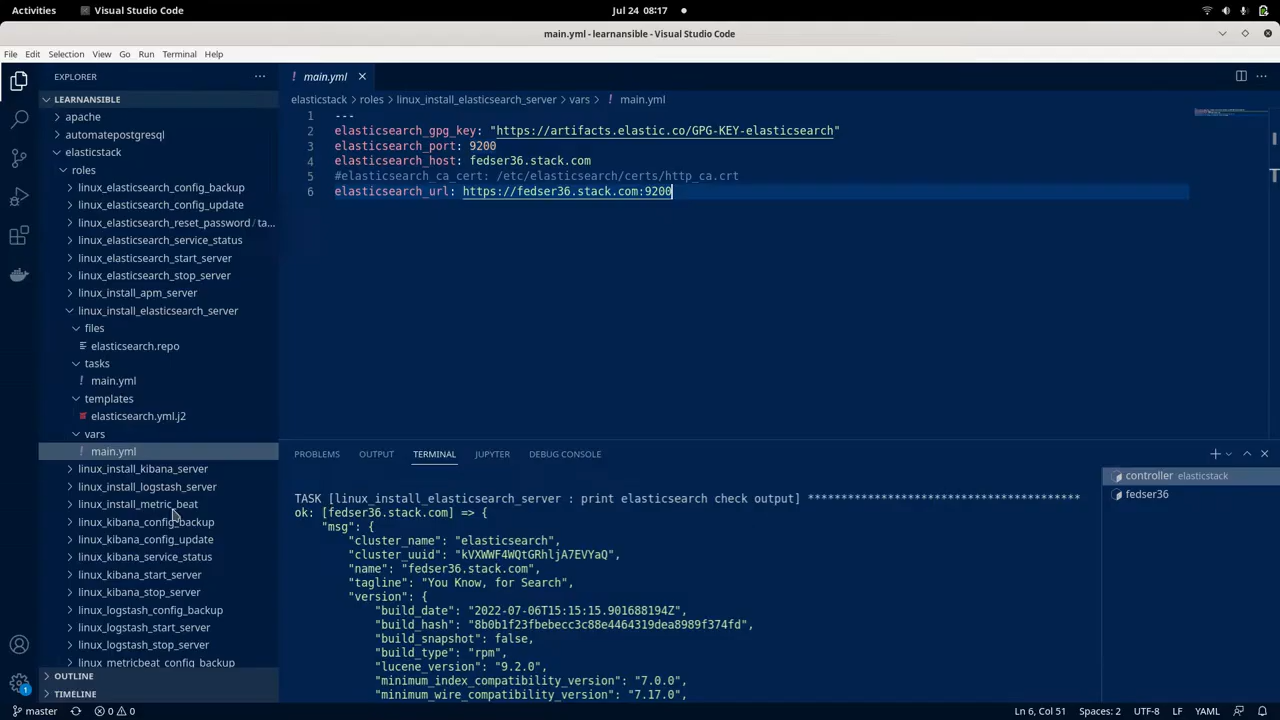 Activities
Visual Studio Code
Jul 24 08:17
main.yml - learnansible - Visual Studio Code
File Edit Selection View Go Run Terminal Help
EXPLORER
LEARNANSIBLE
apache
automatepostgresql
elasticstack
roles
linux_elasticsearch_config_backup
linux_elasticsearch_config_update
linux_elasticsearch_reset_password / ta...
linux_elasticsearch_service_status
linux_elasticsearch_start_server
linux_elasticsearch_stop_server
linux_install_apm_server
linux_install_elasticsearch_server
files
elasticsearch.repo
tasks
! main.yml
templates
elasticsearch.yml.j2
vars
! main.yml
linux_install_kibana_server
linux_install_logstash_server
linux_install_metric_beat
linux_kibana_config_backup
linux_kibana_config_update
linux_kibana_service_status
linux_kibana_start_server
linux_kibana_stop_server
linux_logstash_config_backup
linux_logstash_start_server
linux_logstash_stop_server
linux_metricbeat_config_backup
OUTLINE
TIMELINE
! main.yml
elasticstack > roles > linux_install_elasticsearch_server > vars > ! main.yml
1 ---
2 elasticsearch_gpg_key: "https://artifacts.elastic.co/GPG-KEY-elasticsearch"
3 elasticsearch_port: 9200
4 elasticsearch_host: fedser36.stack.com
5 #elasticsearch_ca_cert: /etc/elasticsearch/certs/http_ca.crt
6 elasticsearch_url: https://fedser36.stack.com:9200
PROBLEMS OUTPUT TERMINAL JUPYTER DEBUG CONSOLE
TASK [linux_install_elasticsearch_server : print elasticsearch check output] ****************************************
ok: [fedser36.stack.com] => {
"msg": {
"cluster_name": "elasticsearch",
"cluster_uuid": "kVXWWF4WQtGRhljA7EVYaQ",
"name": "fedser36.stack.com",
"tagline": "You Know, for Search",
"version": {
"build_date": "2022-07-06T15:15:15.901688194Z",
"build_hash": "8b0b1f23fbebecc3c88e4464319dea8989f374fd",
"build_snapshot": false,
"build_type": "rpm",
"lucene_version": "9.2.0",
"minimum_index_compatibility_version": "7.0.0",
"minimum_wire_compatibility_version": "7.17.0",
controller elasticstack
fedser36
1
master
0 0
Ln 6, Col 51 Spaces: 2 UTF-8 LF YAML